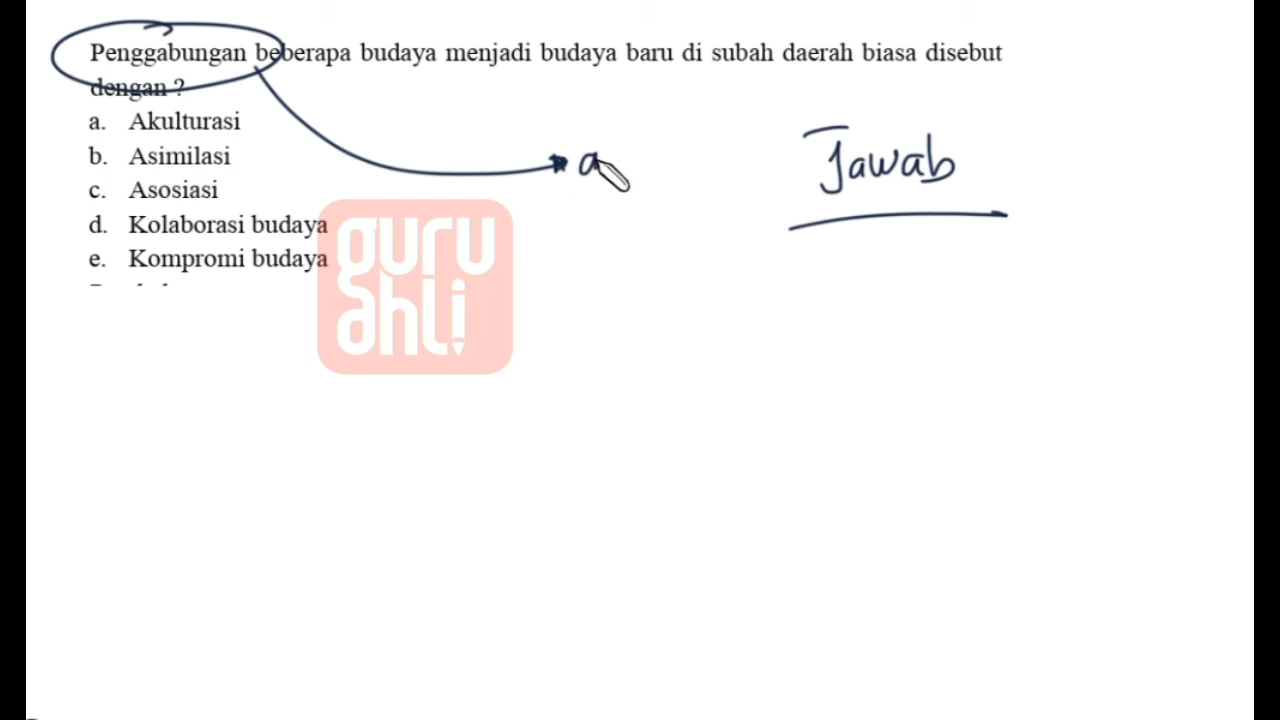 Penggabungan beberapa budaya menjadi budaya baru di subah daerah biasa disebut
dengan ?
a. Akulturasi
b. Asimilasi
c. Asosiasi
d. Kolaborasi budaya
e. Kompromi budaya
a
Jawab
guru
ahli